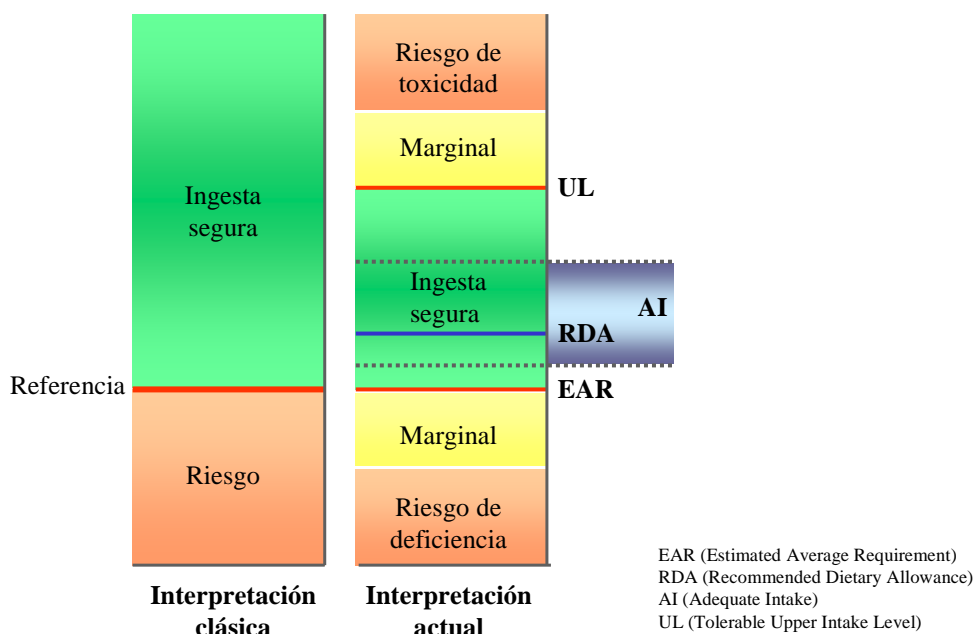 Riesgo de
toxicidad
Marginal
UL
Ingesta
segura
Ingesta
segura
AI
RDA
Referencia
EAR
Marginal
Riesgo
Riesgo de
deficiencia
EAR (Estimated Average Requirement)
RDA (Recommended Dietary Allowance)
AI (Adequate Intake)
UL (Tolerable Upper Intake Level)
Interpretación
clásica
Interpretación
actual